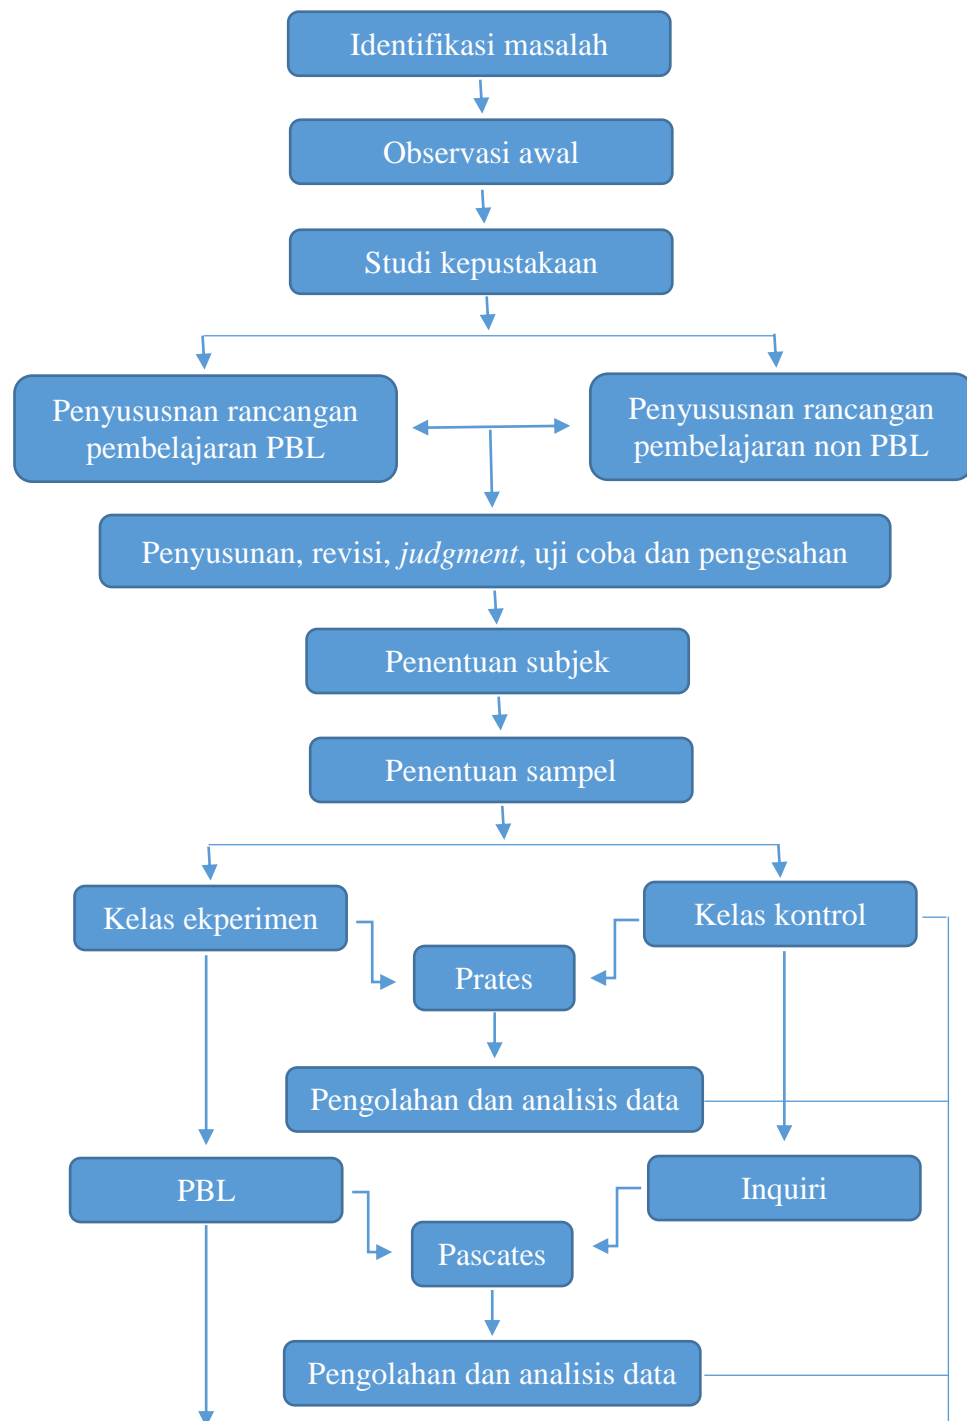 Identifikasi masalah
Observasi awal
Studi kepustakaan
Penyususnan rancangan
pembelajaran PBL
Penyususnan rancangan
pembelajaran non PBL
Penyusunan, revisi, judgment, uji coba dan pengesahan
Penentuan subjek
Penentuan sampel
Kelas ekperimen
Kelas kontrol
Prates
Pengolahan dan analisis data
PBL
Inquiri
Pascates
Pengolahan dan analisis data